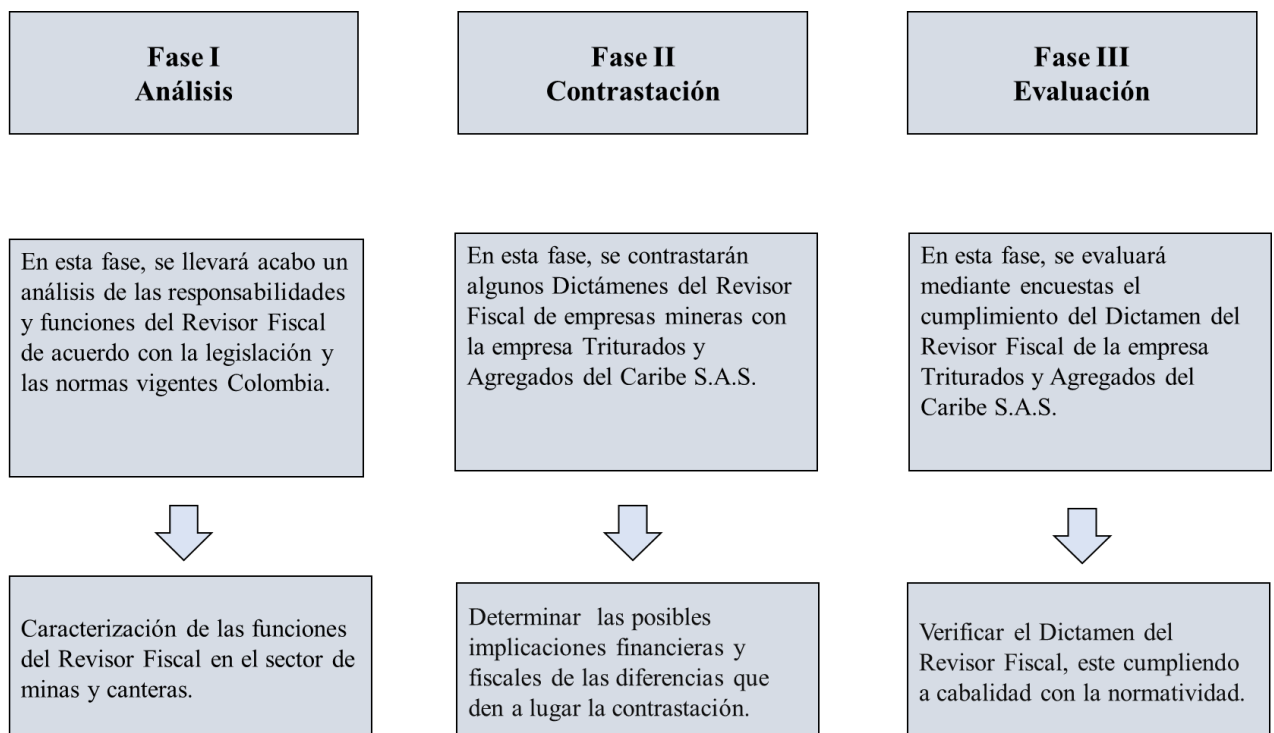 Fase I
Análisis
En esta fase, se llevará acabo un
análisis de las responsabilidades
y funciones del Revisor Fiscal
de acuerdo con la legislación y
las normas vigentes Colombia.
Caracterización de las funciones
del Revisor Fiscal en el sector de
minas y canteras.
Fase II
Contrastación
En esta fase, se contrastarán
algunos Dictámenes del Revisor
Fiscal de empresas mineras con
la empresa Triturados y
Agregados del Caribe S.A.S.
Determinar las posibles
implicaciones financieras y
fiscales de las diferencias que
den a lugar la contrastación.
Fase III
Evaluación
En esta fase, se evaluará
mediante encuestas el
cumplimiento del Dictamen del
Revisor Fiscal de la empresa
Triturados y Agregados del
Caribe S.A.S.
Verificar el Dictamen del
Revisor Fiscal, este cumpliendo
a cabalidad con la normatividad.